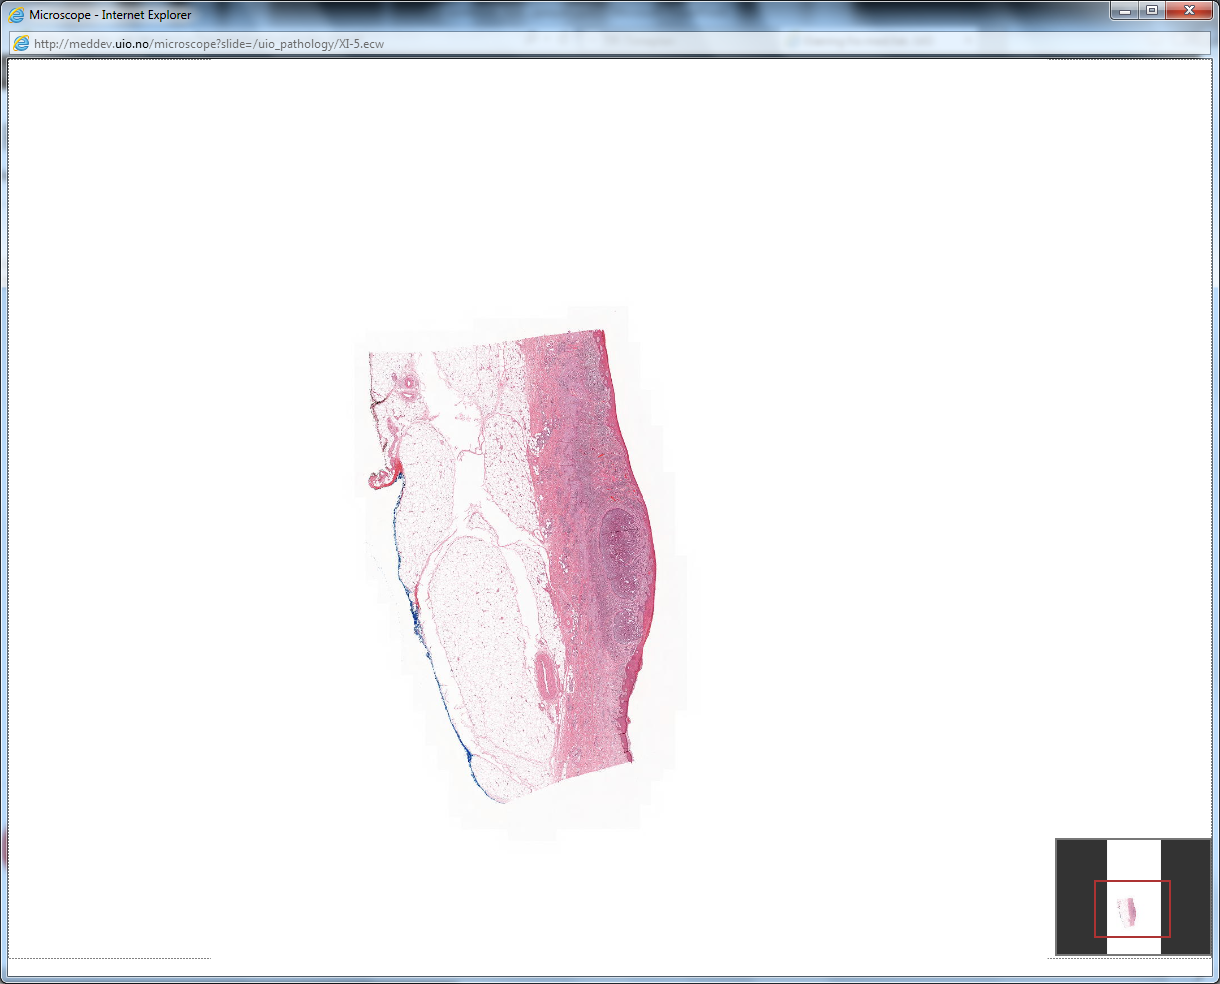 Microscope - Internet Explorer
http://meddev.uio.no/microscope?slide=/uio_pathology/XI-5.ecw